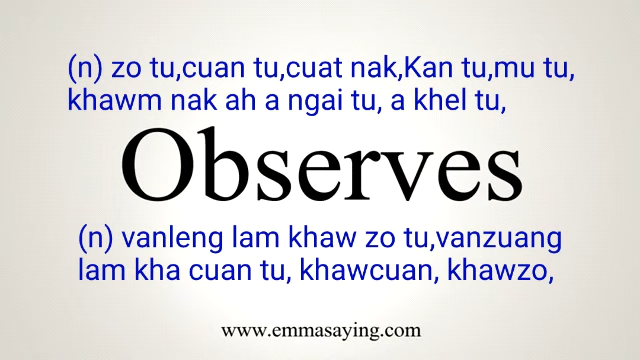 (n) zo tu,cuan tu,cuat nak,Kan tu,mu tu,
khawm nak ah a ngai tu, a khel tu,
Observes
(n) vanleng lam khaw zo tu,vanzuang
lam kha cuan tu, khawcuan, khawzo,
www.emmasaying.com